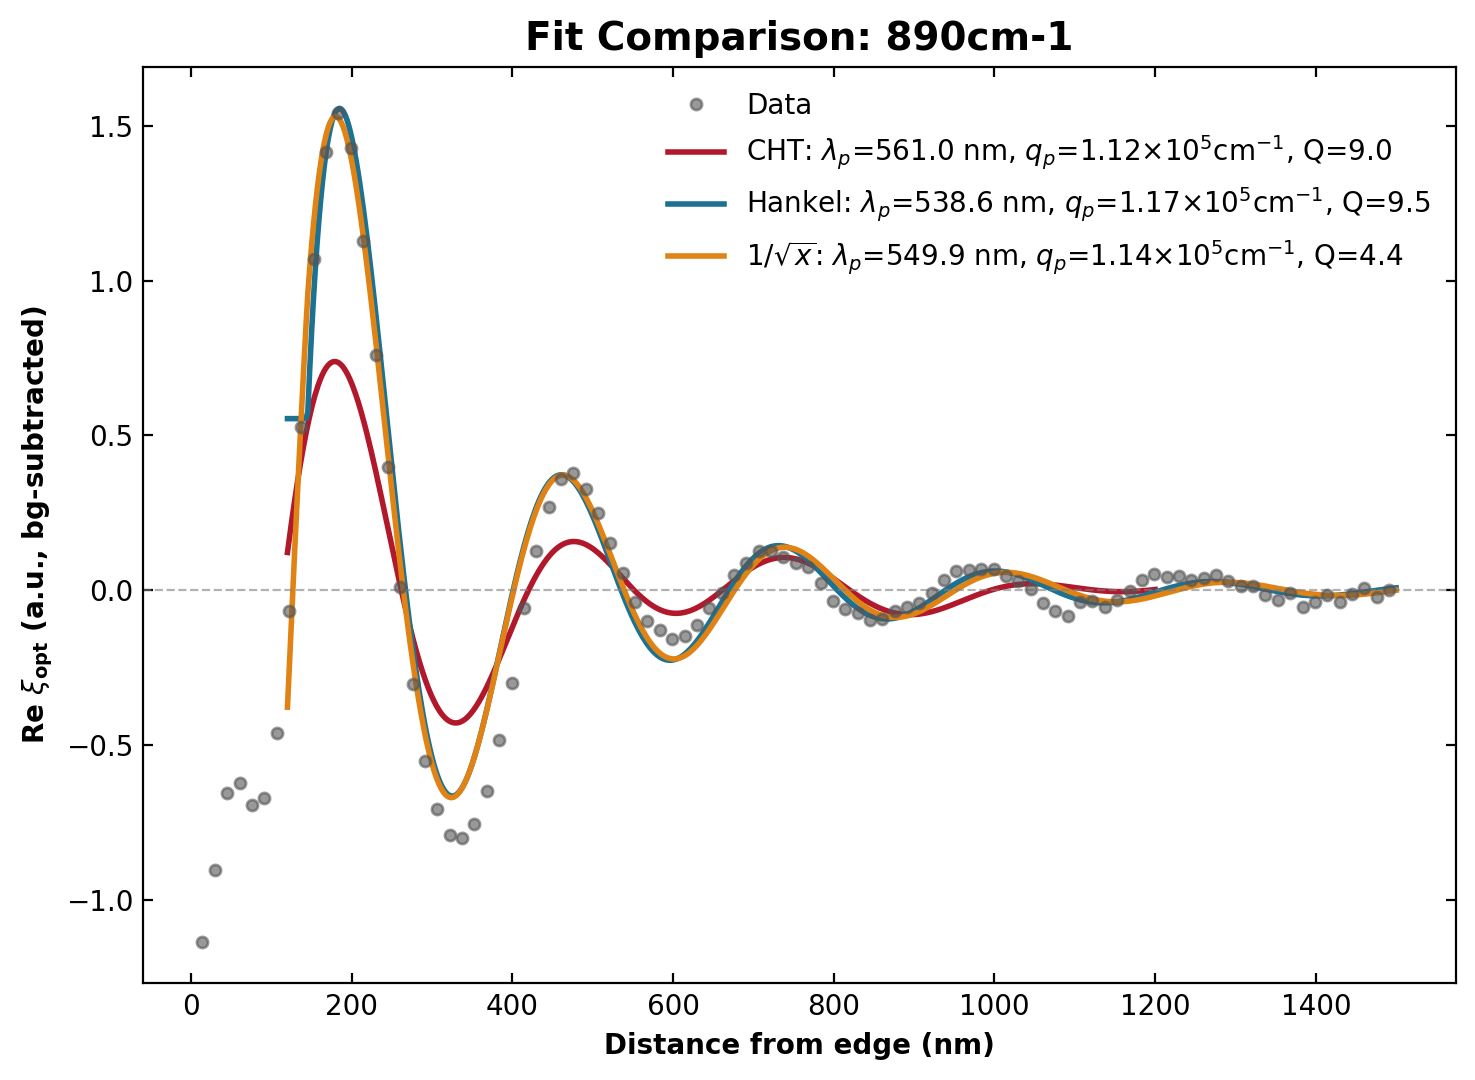 Fit Comparison: 890cm-1
Data
CHT: λp=561.0 nm, qp=1.12×10⁵cm⁻¹, Q=9.0
Hankel: λp=538.6 nm, qp=1.17×10⁵cm⁻¹, Q=9.5
1/√x: λp=549.9 nm, qp=1.14×10⁵cm⁻¹, Q=4.4
Re ξopt (a.u., bg-subtracted)
1.5
1.0
0.5
0.0
−0.5
−1.0
0 200 400 600 800 1000 1200 1400
Distance from edge (nm)